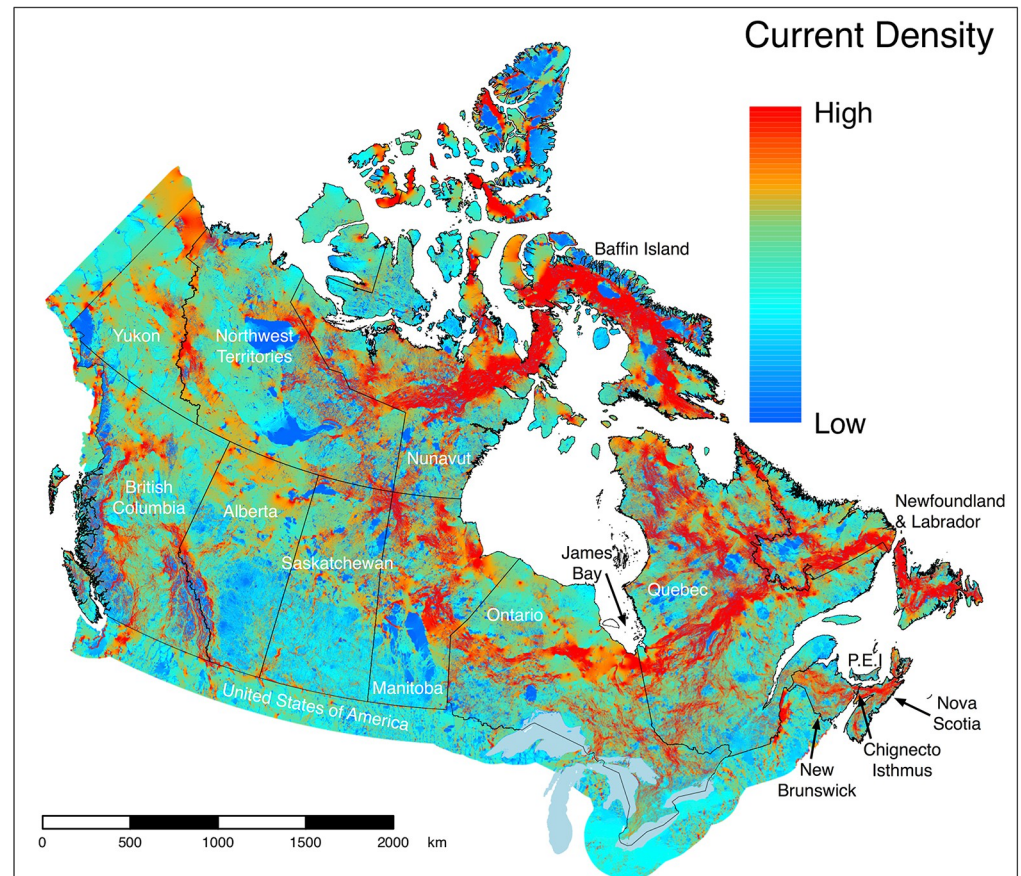 Current Density
High
Low
Baffin Island
Yukon
Northwest
Territories
Nunavut
British
Columbia
Alberta
Saskatchewan
Manitoba
Ontario
James
Bay
Quebec
Newfoundland
& Labrador
P.E.I
Nova
Scotia
Chignecto
Isthmus
New
Brunswick
United States of America
0 500 1000 1500 2000 km